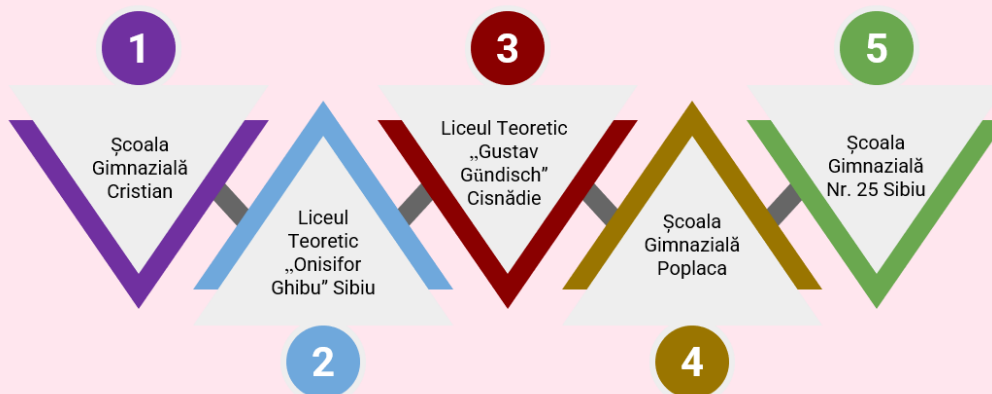 1
Școala
Gimnazială
Cristian
2
Liceul
Teoretic
„Onisifor
Ghibu” Sibiu
3
Liceul Teoretic
„Gustav
Gündisch”
Cisnădie
4
Școala
Gimnazială
Poplaca
5
Școala
Gimnazială
Nr. 25 Sibiu